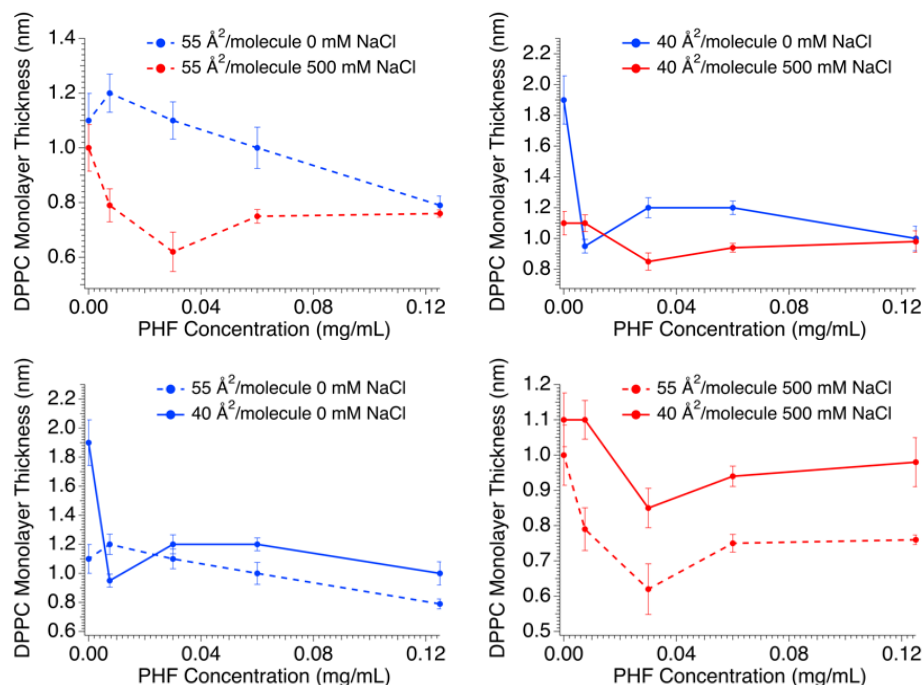 DPPC Monolayer Thickness (nm)
1.4
1.2
1.0
0.8
0.6
55 Å²/molecule 0 mM NaCl
55 Å²/molecule 500 mM NaCl
0.00 0.04 0.08 0.12
PHF Concentration (mg/mL)
DPPC Monolayer Thickness (nm)
2.2
2.0
1.8
1.6
1.4
1.2
1.0
0.8
40 Å²/molecule 0 mM NaCl
40 Å²/molecule 500 mM NaCl
0.00 0.04 0.08 0.12
PHF Concentration (mg/mL)
DPPC Monolayer Thickness (nm)
2.2
2.0
1.8
1.6
1.4
1.2
1.0
0.8
0.6
55 Å²/molecule 0 mM NaCl
40 Å²/molecule 0 mM NaCl
0.00 0.04 0.08 0.12
PHF Concentration (mg/mL)
DPPC Monolayer Thickness (nm)
1.2
1.1
1.0
0.9
0.8
0.7
0.6
0.5
55 Å²/molecule 500 mM NaCl
40 Å²/molecule 500 mM NaCl
0.00 0.04 0.08 0.12
PHF Concentration (mg/mL)